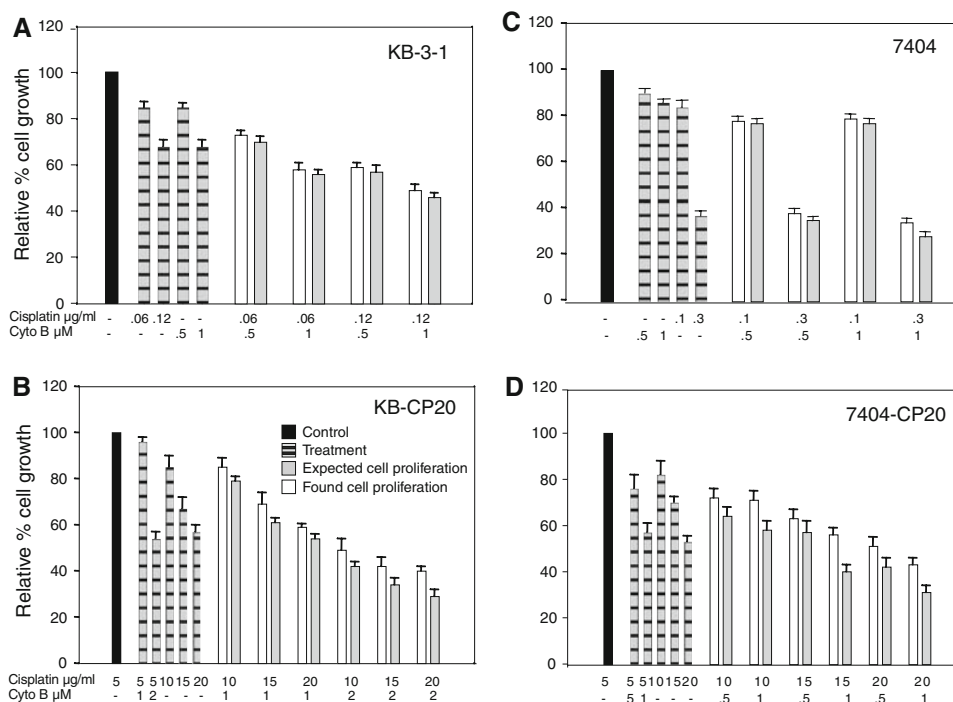 A
KB-3-1
120
100
80
60
40
20
0
Relative % cell growth
Cisplatin µg/ml - .06 .12 - - .06 .06 .12 .12
Cyto B µM - - - .5 1 .5 1 .5 1
C
7404
120
100
80
60
40
20
0
- - - .1 .3 .1 .3 .1 .3
- .5 1 - - .5 .5 1 1
B
KB-CP20
120
100
80
60
40
20
0
Relative % cell growth
Control
Treatment
Expected cell proliferation
Found cell proliferation
Cisplatin µg/ml 5 5 5 10 15 20 10 15 20 10 15 20
Cyto B µM - 1 2 - - - 1 1 1 2 2 2
D
7404-CP20
120
100
80
60
40
20
0
5 5 5 10 15 20 10 10 15 15 20 20
- .5 1 - - - .5 1 .5 1 .5 1